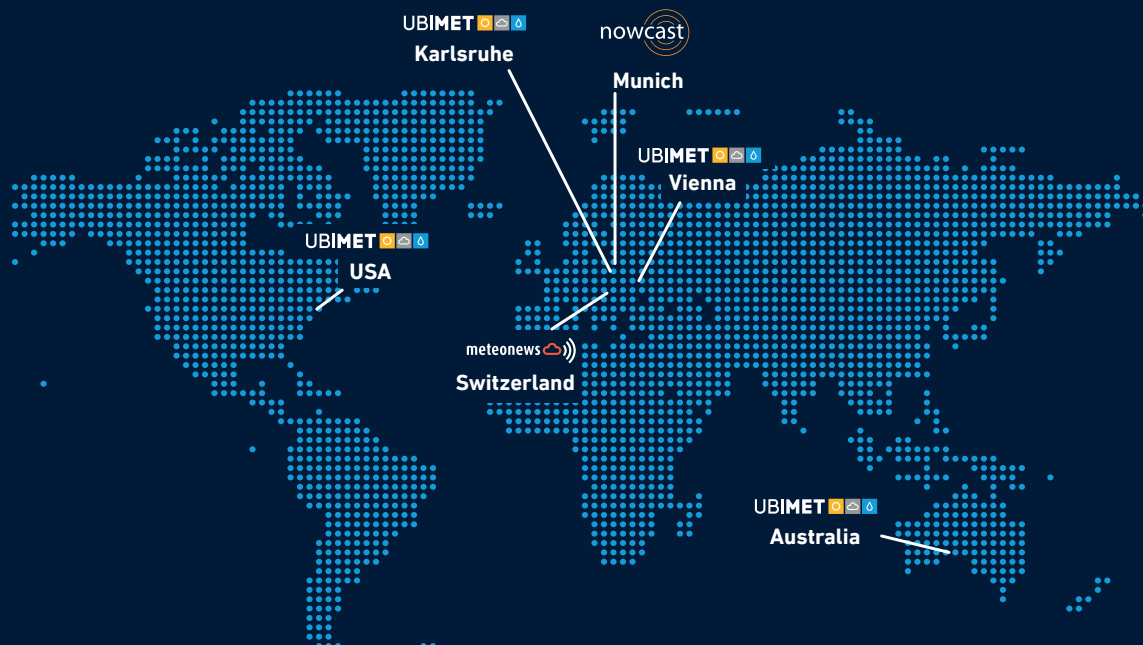 UBIMET
Karlsruhe
nowcast
Munich
UBIMET
Vienna
UBIMET
USA
meteonews
Switzerland
UBIMET
Australia